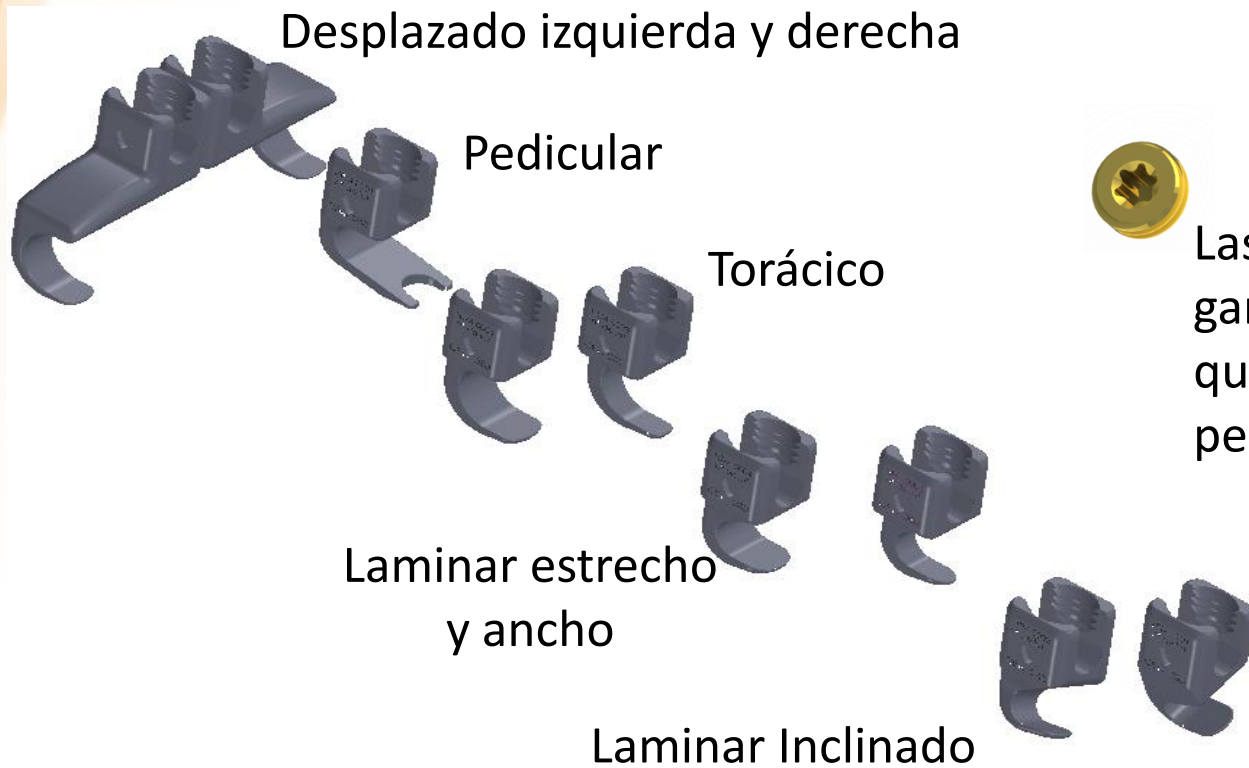 Desplazado izquierda y derecha
Pedicular
Torácico
Laminar estrecho
y ancho
Laminar Inclinado